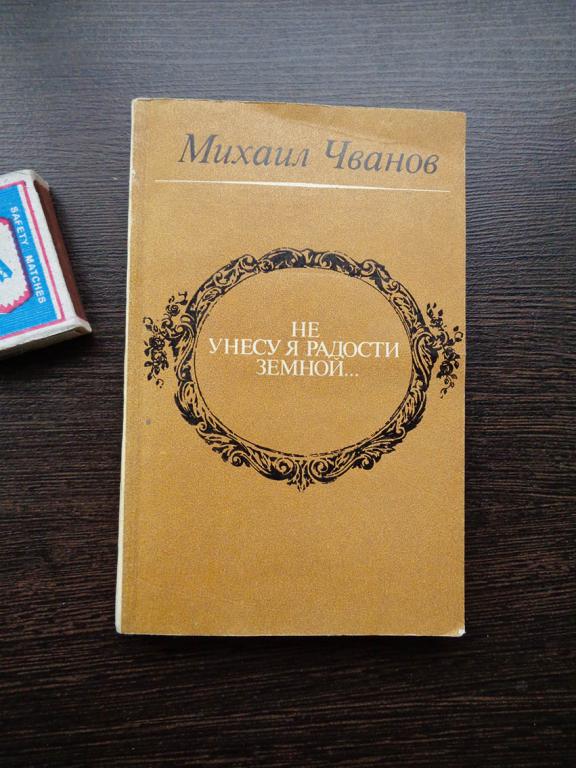 Михаил Чванов
НЕ
УНЕСУ Я РАДОСТИ
ЗЕМНОЙ...
SAFETY MATCHES